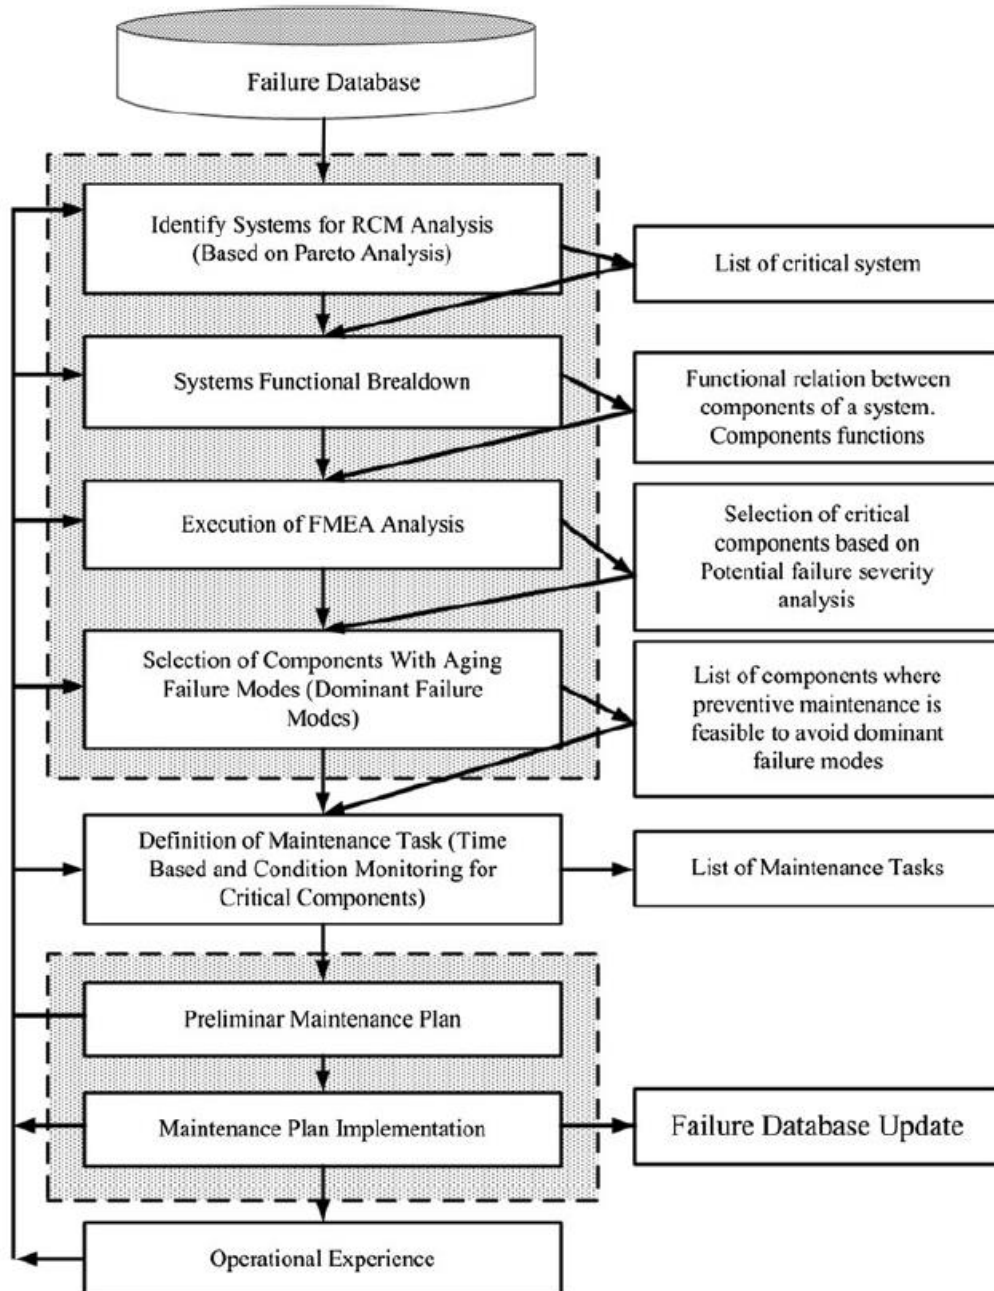 Failure Database
Identify Systems for RCM Analysis
(Based on Pareto Analysis)
List of critical system
Systems Functional Brealdown
Functional relation between
components of a system.
Components functions
Execution of FMEA Analysis
Selection of critical
components based on
Potential failure severity
analysis
Selection of Components With Aging
Failure Modes (Dominant Failure
Modes)
List of components where
preventive maintenance is
feasible to avoid dominant
failure modes
Definition of Maintenance Task (Time
Based and Condition Monitoring for
Critical Components)
List of Maintenance Tasks
Preliminar Maintenance Plan
Maintenance Plan Implementation
Failure Database Update
Operational Experience